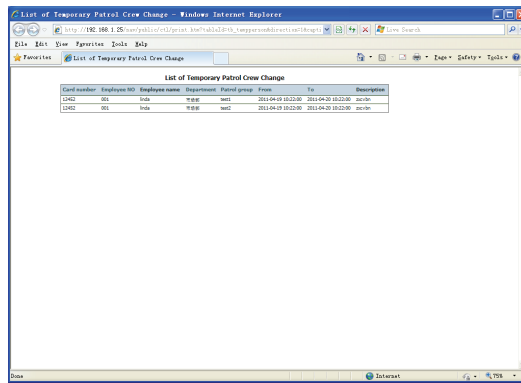 List of Temporary Patrol Crew Change - Windows Internet Explorer
Live Search
File Edit View Favorites Tools Help
Favorites List of Temporary Patrol Crew Change Page Safety Tools
List of Temporary Patrol Crew Change
Card number Employee NO Employee name Department Patrol group From To Description
12452 001 linda test1 2011-04-19 10:22:00 2011-04-20 10:22:00 zxcvbn
12452 001 linda test2 2011-04-19 10:22:00 2011-04-20 10:22:00 zxcvbn
Done Internet 75%